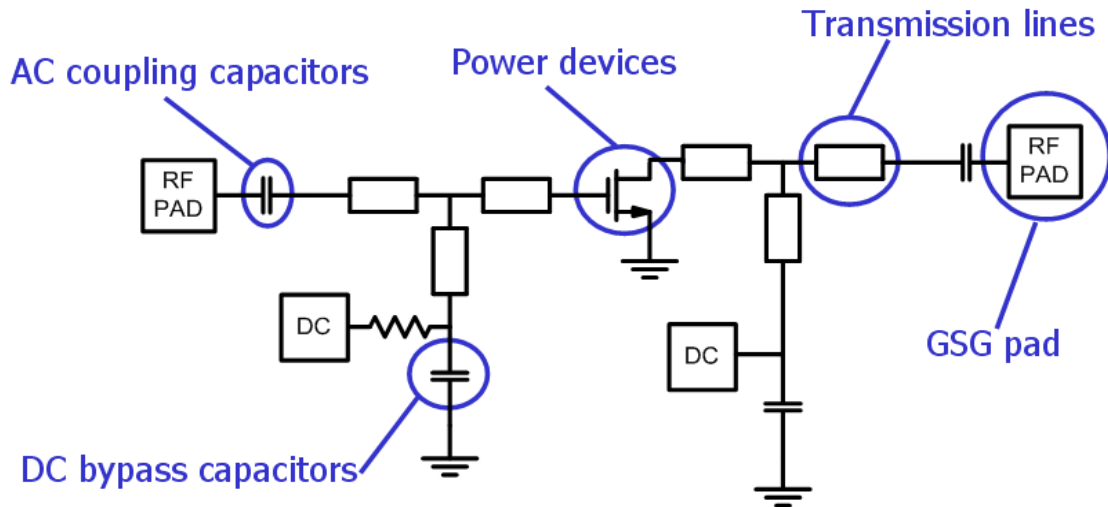 Transmission lines
AC coupling capacitors
Power devices
RF
PAD
RF
PAD
DC
DC
GSG pad
DC bypass capacitors